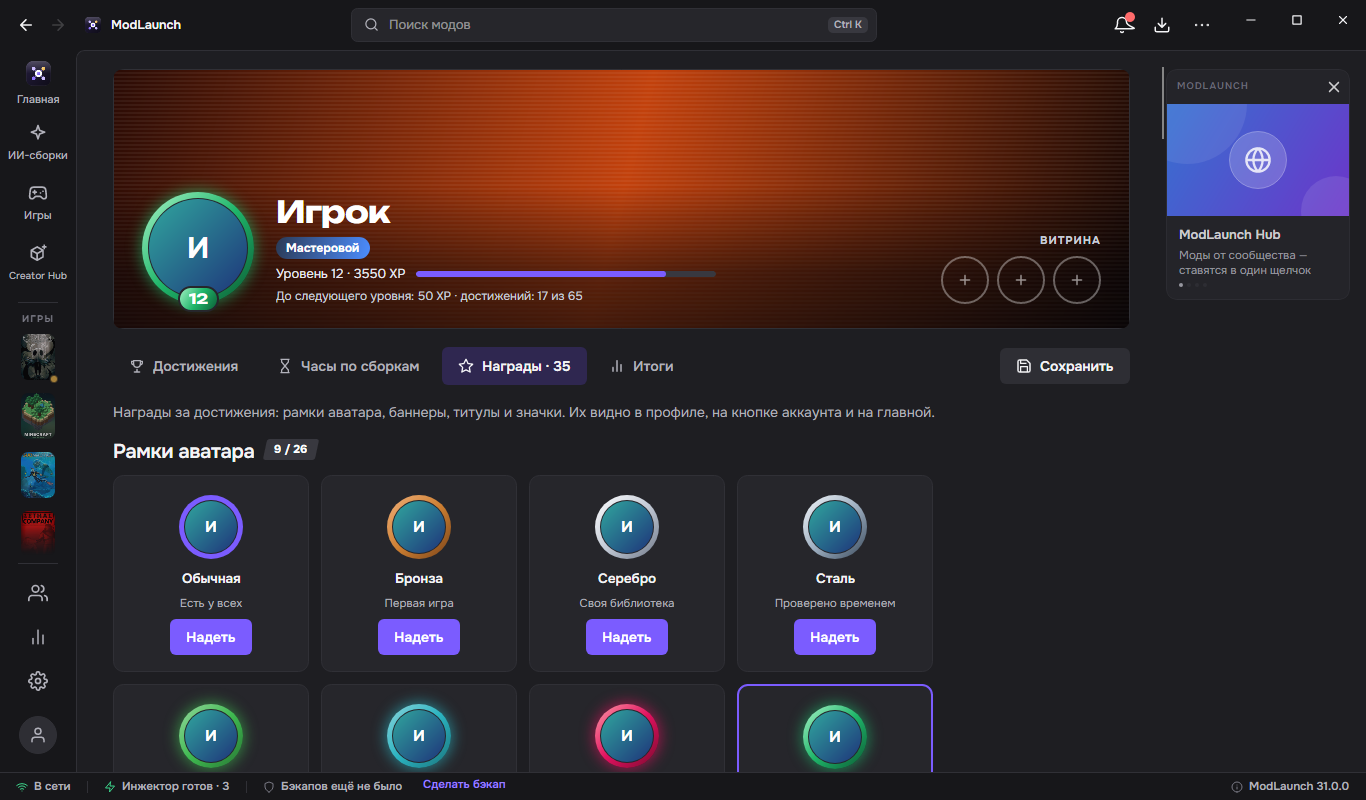 ModLaunch
Поиск модов
Ctrl K
Главная
ИИ-сборки
Игры
Creator Hub
ИГРЫ
MINECRAFT
LETHAL
COMPANY
И
12
Игрок
Мастеровой
Уровень 12 · 3550 XP
До следующего уровня: 50 XP · достижений: 17 из 65
ВИТРИНА
MODLAUNCH
ModLaunch Hub
Моды от сообщества —
ставятся в один щелчок
Достижения
Часы по сборкам
Награды · 35
Итоги
Сохранить
Награды за достижения: рамки аватара, баннеры, титулы и значки. Их видно в профиле, на кнопке аккаунта и на главной.
Рамки аватара
9 / 26
И
Обычная
Есть у всех
Надеть
И
Бронза
Первая игра
Надеть
И
Серебро
Своя библиотека
Надеть
И
Сталь
Проверено временем
Надеть
И
И
И
И
В сети
Инжектор готов · 3
Бэкапов ещё не было
Сделать бэкап
ModLaunch 31.0.0